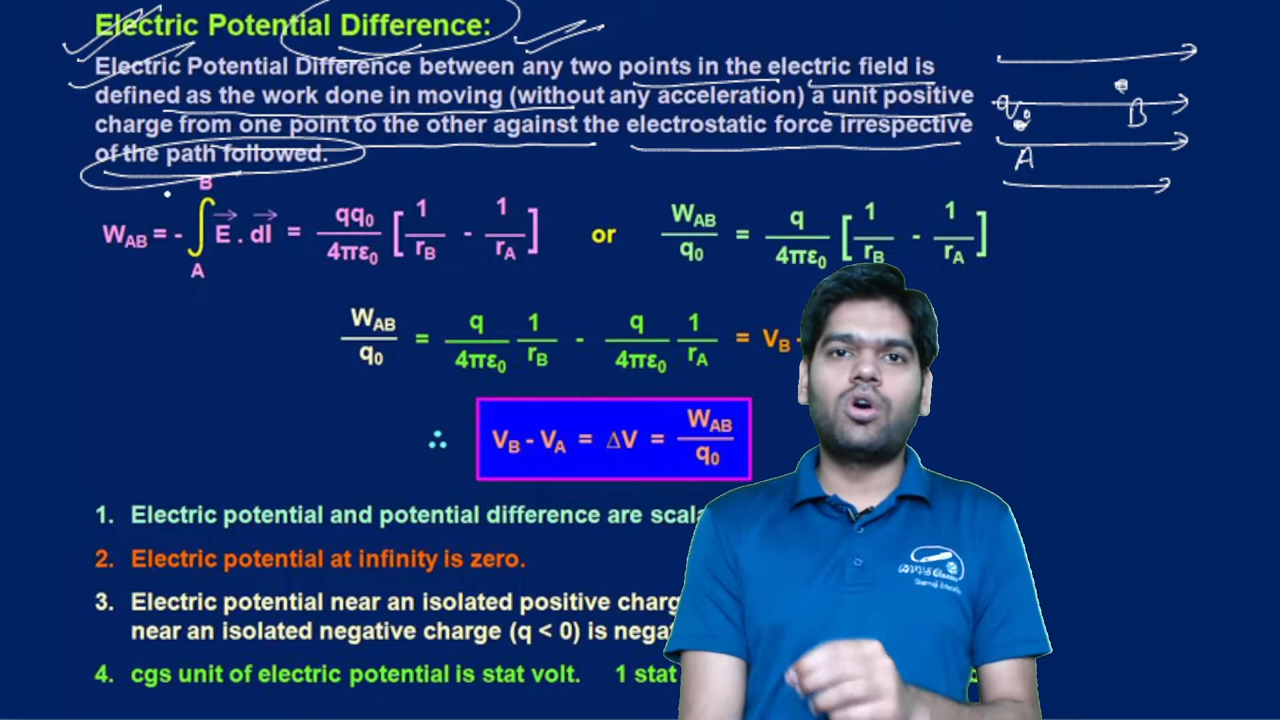 Electric Potential Difference:
Electric Potential Difference between any two points in the electric field is
defined as the work done in moving (without any acceleration) a unit positive
charge from one point to the other against the electrostatic force irrespective
of the path followed.
q₀
B
A
W_AB = - ∫_A^B E⃗ . dl⃗ = qq₀/4πε₀ [ 1/r_B - 1/r_A ] or W_AB/q₀ = q/4πε₀ [ 1/r_B - 1/r_A ]
W_AB/q₀ = q/4πε₀ 1/r_B - q/4πε₀ 1/r_A = V_B -
∴ V_B - V_A = ΔV = W_AB/q₀
1. Electric potential and potential difference are scala
2. Electric potential at infinity is zero.
3. Electric potential near an isolated positive charg
near an isolated negative charge (q < 0) is nega
4. cgs unit of electric potential is stat volt. 1 stat